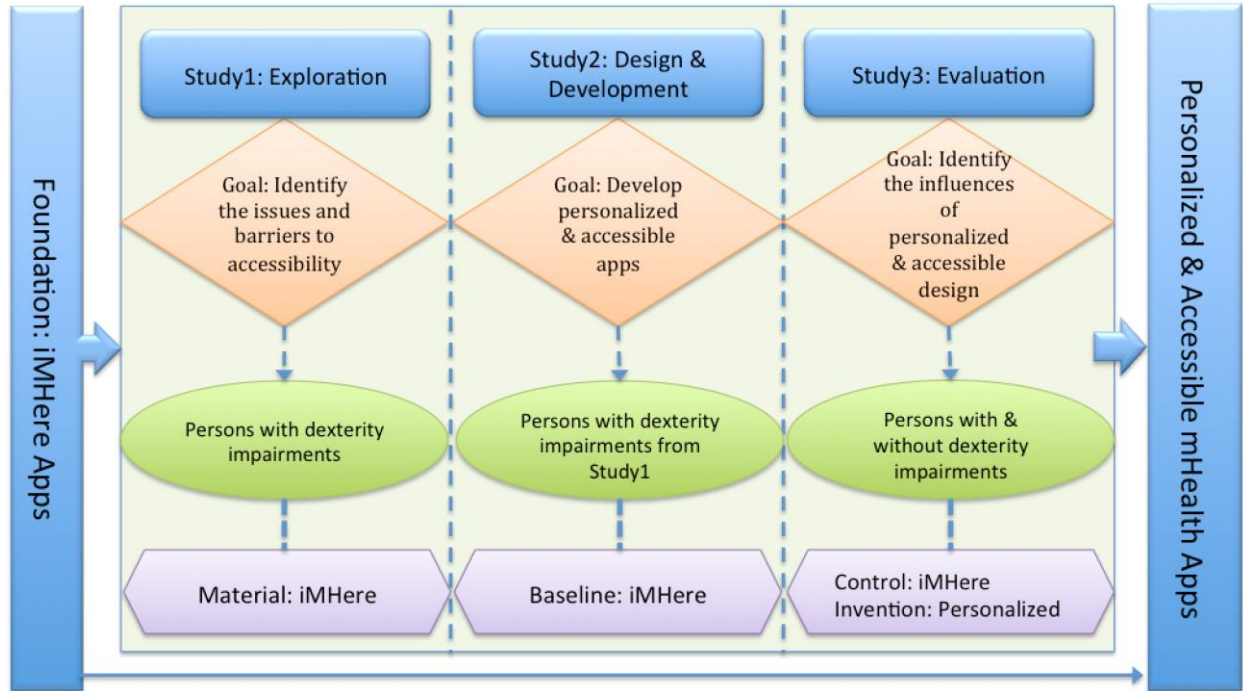 Foundation: iMHere Apps
Study1: Exploration
Goal: Identify
the issues and
barriers to
accessibility
Persons with dexterity
impairments
Material: iMHere
Study2: Design &
Development
Goal: Develop
personalized
& accessible
apps
Persons with dexterity
impairments from
Study1
Baseline: iMHere
Study3: Evaluation
Goal: Identify
the influences
of
personalized
& accessible
design
Persons with &
without dexterity
impairments
Control: iMHere
Invention: Personalized
Personalized & Accessible mHealth Apps